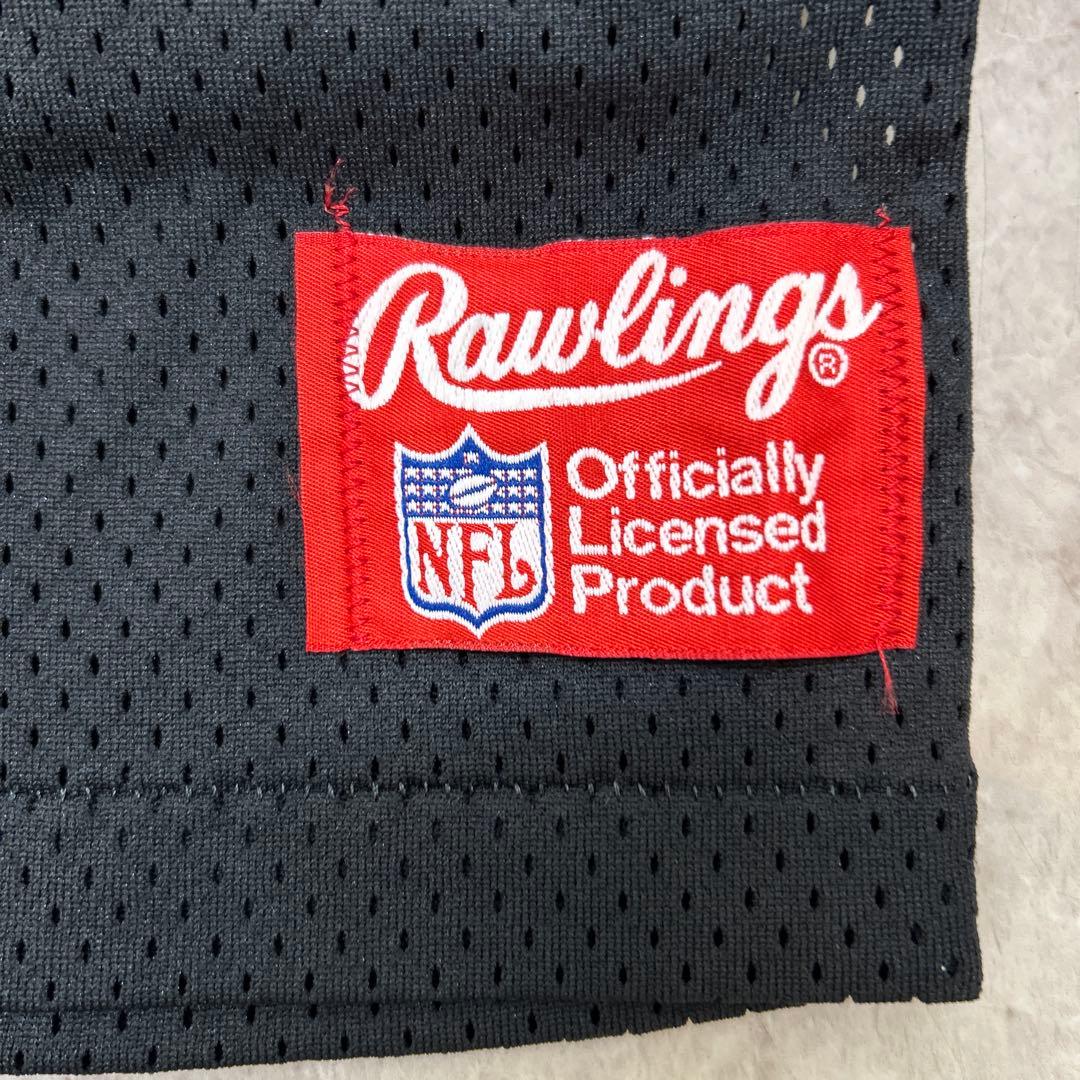 Rawlings®
NFL
Officially
Licensed
Product